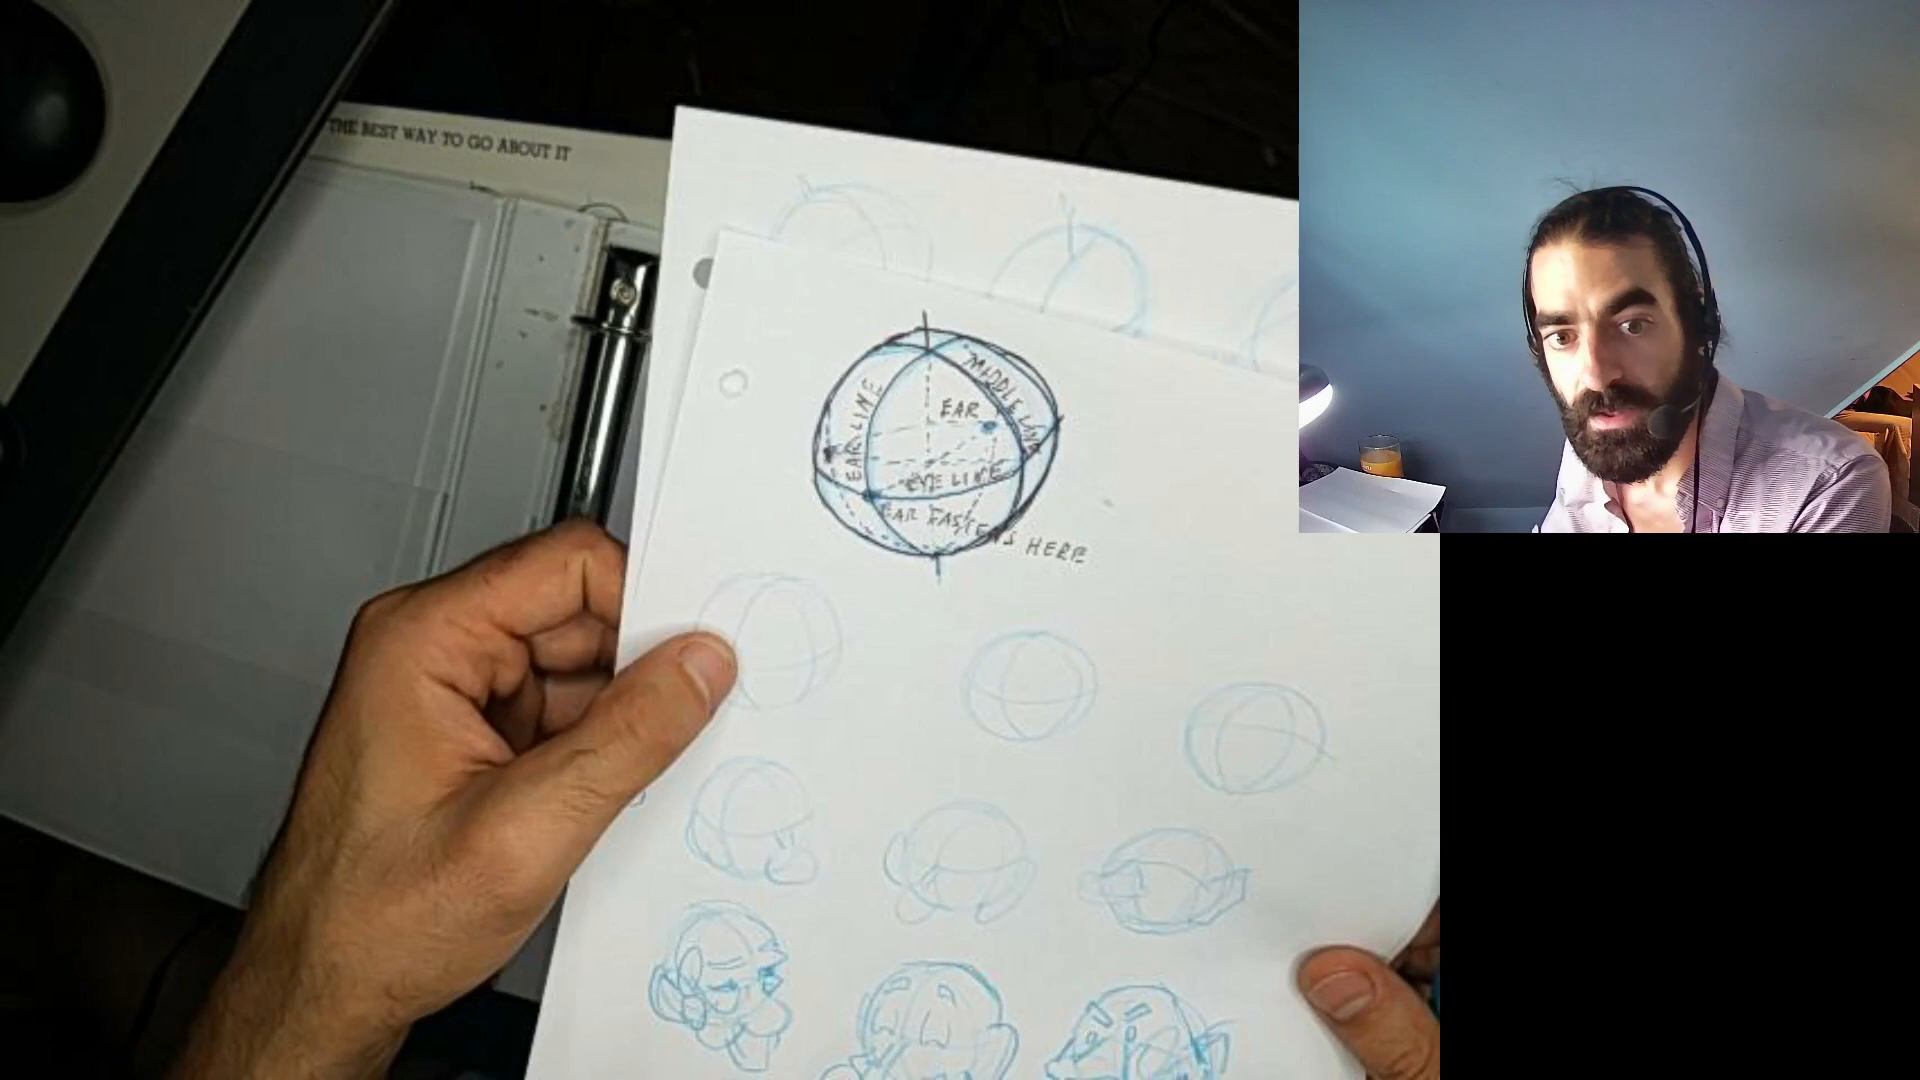 THE BEST WAY TO GO ABOUT IT
MIDDLE LINE
EAR LINE
EAR
EYE LINE
EAR FASTENS HERE